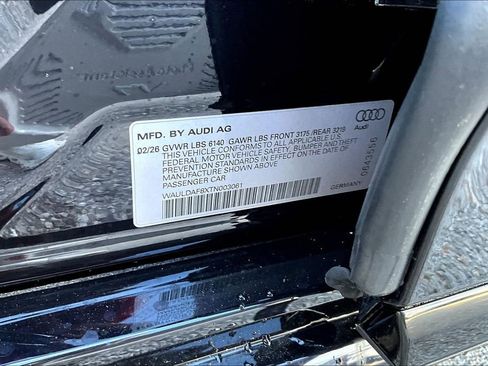 MFD. BY AUDI AG
02/26 GVWR LBS 6140 GAWR LBS FRONT 3175 /REAR 3219
THIS VEHICLE CONFORMS TO ALL APPLICABLE U.S.
FEDERAL MOTOR VEHICLE SAFETY, BUMPER AND THEFT
PREVENTION STANDARDS IN EFFECT ON THE DATE OF
MANUFACTURE SHOWN ABOVE
PASSENGER CAR
WAULDAF8XTN003061
GERMANY
Audi
0643556